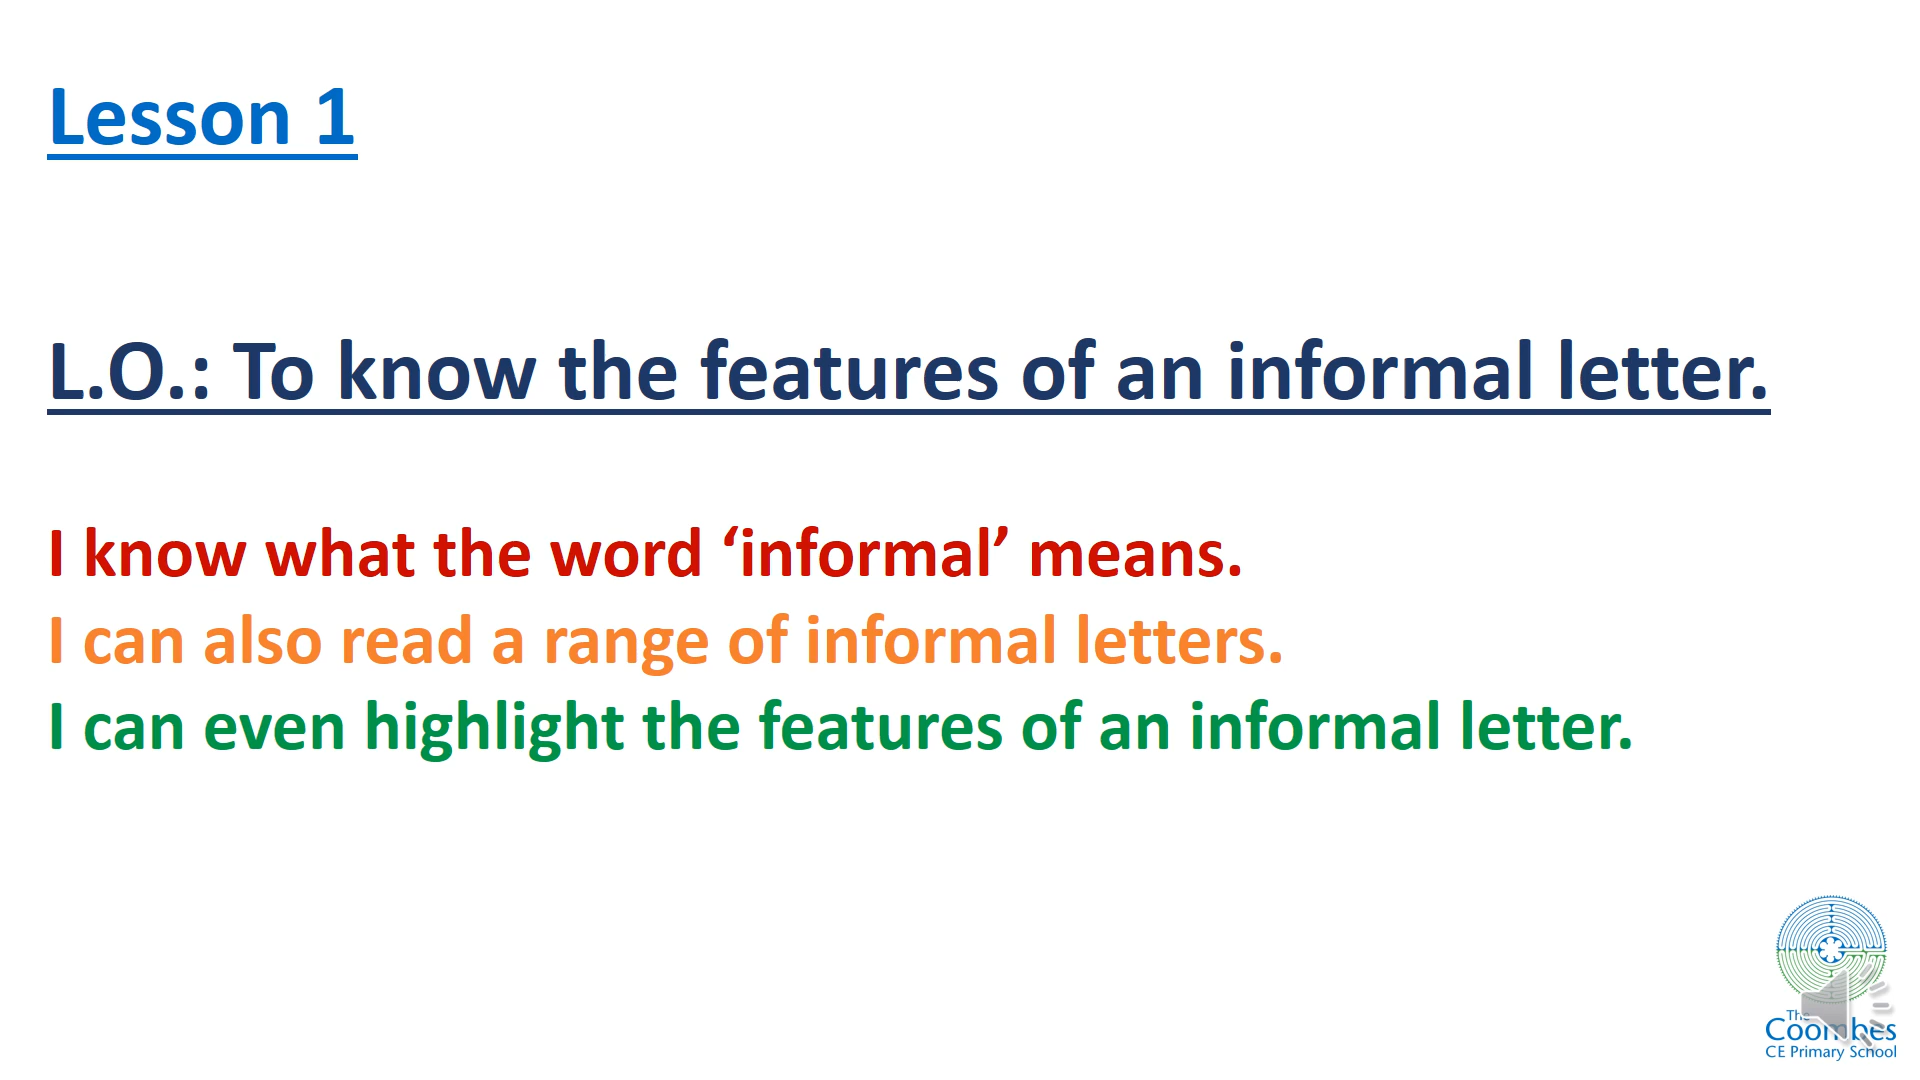 Lesson 1
L.O.: To know the features of an informal letter.
I know what the word ‘informal’ means.
I can also read a range of informal letters.
I can even highlight the features of an informal letter.
The
Coombes
CE Primary School